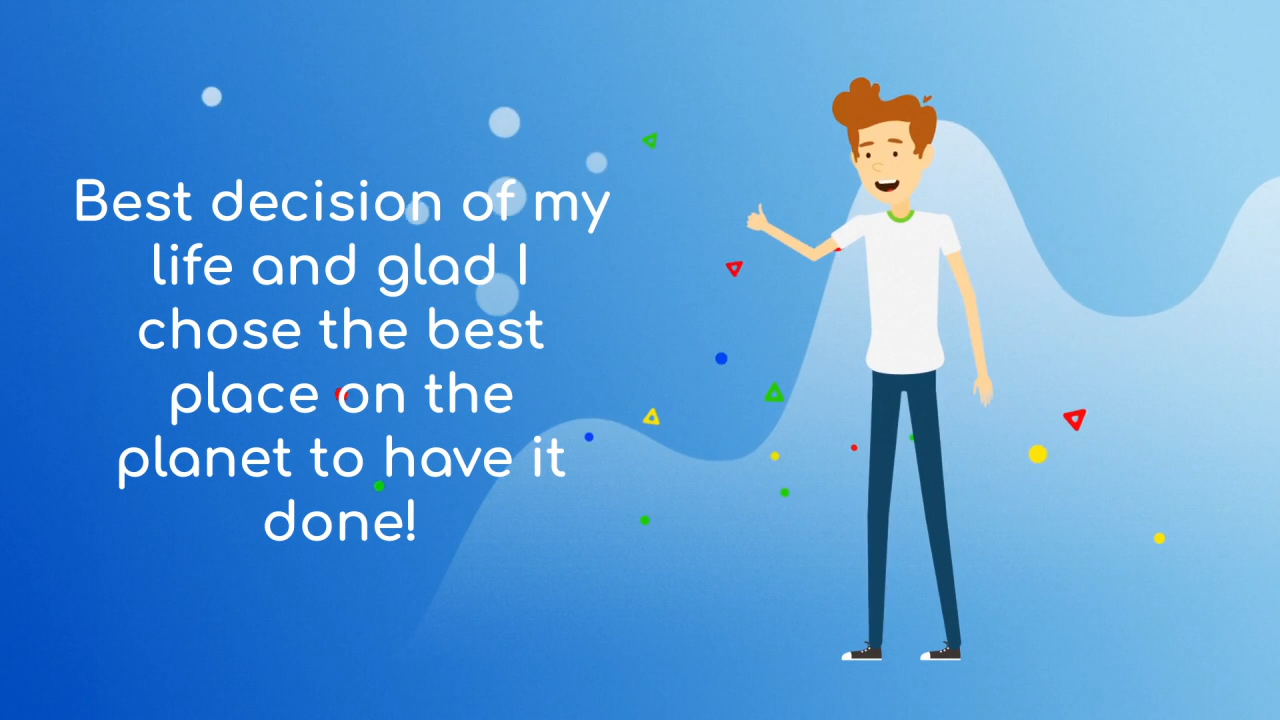 Best decision of my
life and glad I
chose the best
place on the
planet to have it
done!